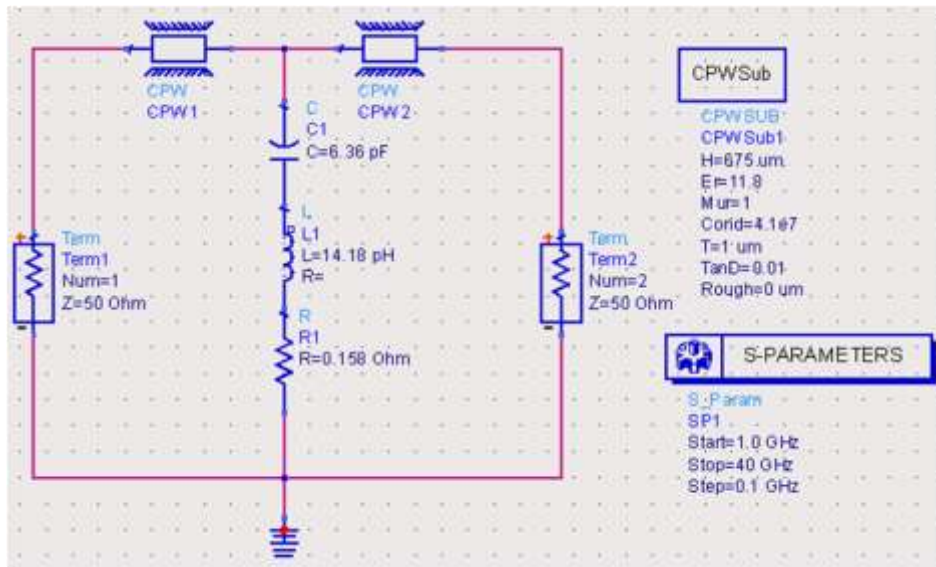 CPW
CPW1
CPW
CPW2
C
C1
C=6.36 pF
L
L1
L=14.18 pH
R=
R
R1
R=0.158 Ohm
+
Term
Term1
Num=1
Z=50 Ohm
-
+
Term
Term2
Num=2
Z=50 Ohm
-
CPWSub
CPWSUB
CPWSub1
H=675 um
Er=11.8
Mur=1
Cond=4.1e7
T=1 um
TanD=0.01
Rough=0 um
S-PARAMETERS
S_Param
SP1
Start=1.0 GHz
Stop=40 GHz
Step=0.1 GHz